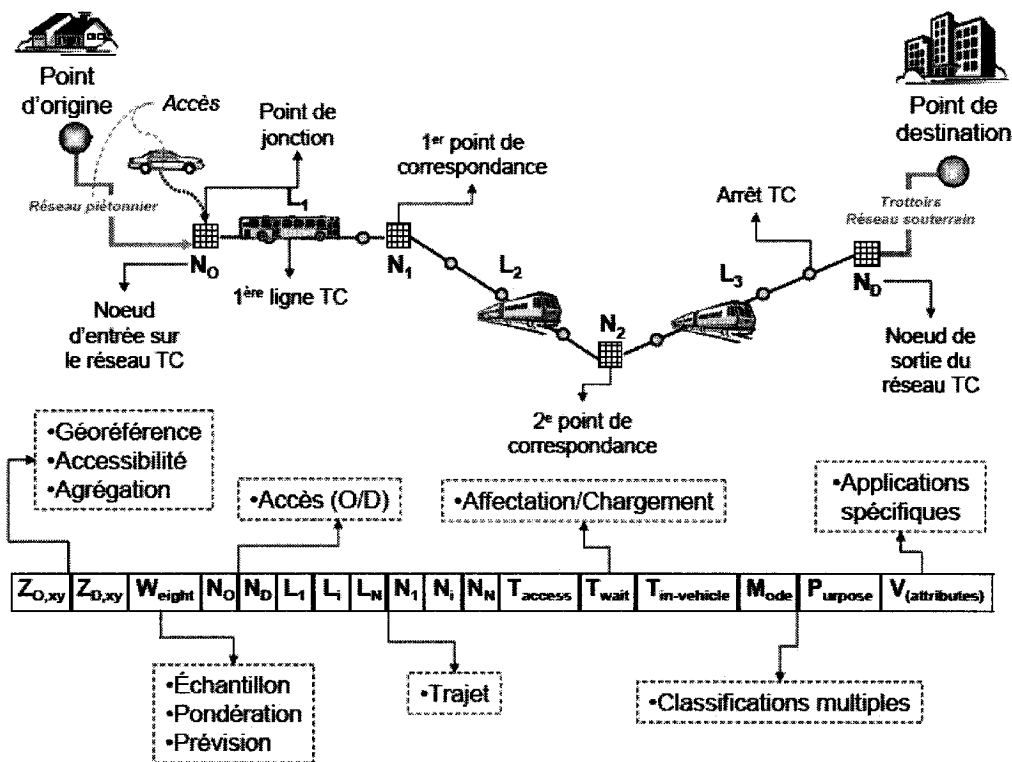 Point
d'origine
Accès
Réseau piètonnier
Point de
jonction
L1
1er point de
correspondance
Arrêt TC
Point de
destination
Trottoirs
Réseau souterrain
NO
N1
L2
N2
L3
ND
Noeud
d'entrée sur
le réseau TC
1ère ligne TC
2e point de
correspondance
Noeud de
sortie du
réseau TC
•Géoréférence
•Accessibilité
•Agrégation
•Accès (O/D)
•Affectation/Chargement
•Applications
spécifiques
ZO,xy ZD,xy Weight NO ND L1 Li LN N1 Ni NN Taccess Twait Tin-vehicle Mode Purpose V(attributes)
•Échantillon
•Pondération
•Prévision
•Trajet
•Classifications multiples